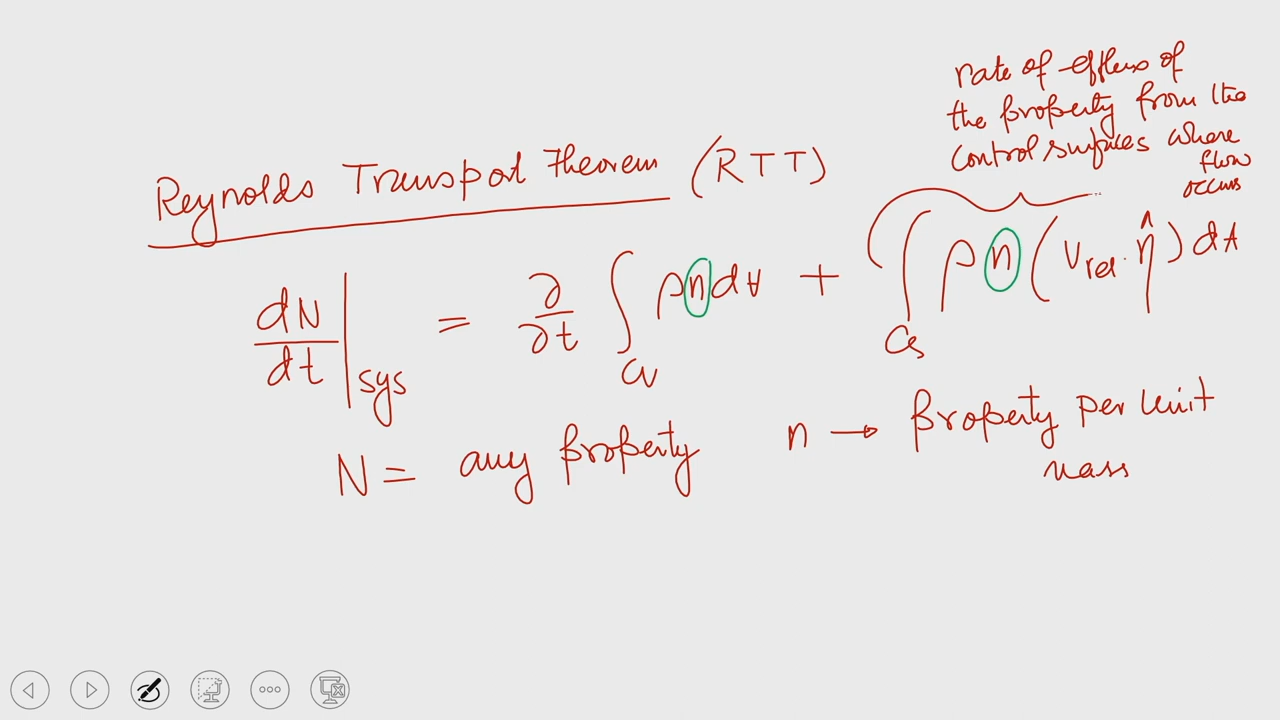 rate of efflux of
the property from the
control surfaces where
flow
occurs
Reynolds Transport Theorem (RTT)
dN/dt|sys = ∂/∂t ∫CV ρn d∀ + ∫CS ρn (Vrel. η̂) dA
N = any property n → property per unit
mass